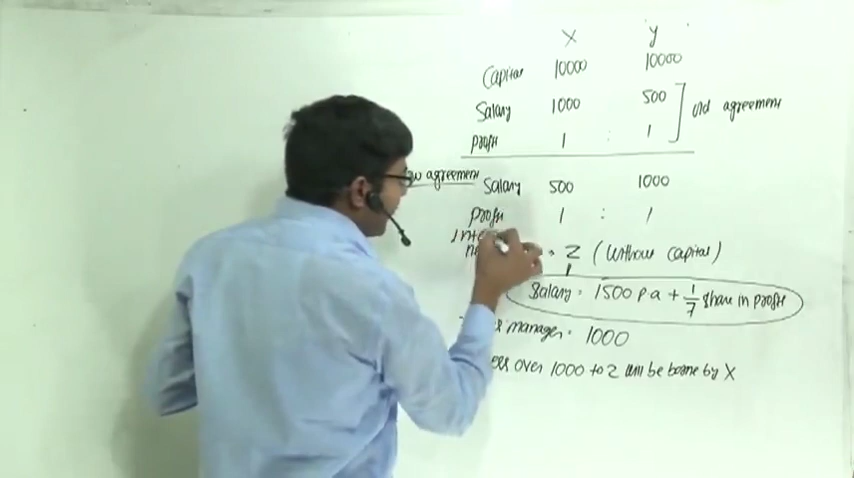 X Y
Capital 10000 10000
Salary 1000 500
old agreement
Profit 1 : 1
agreement
Salary 500 1000
Profit 1 : 1
Z (without capital)
Salary = 1500 p a + 1/7 share in profit
manager = 1000
over 1000 to Z will be borne by X